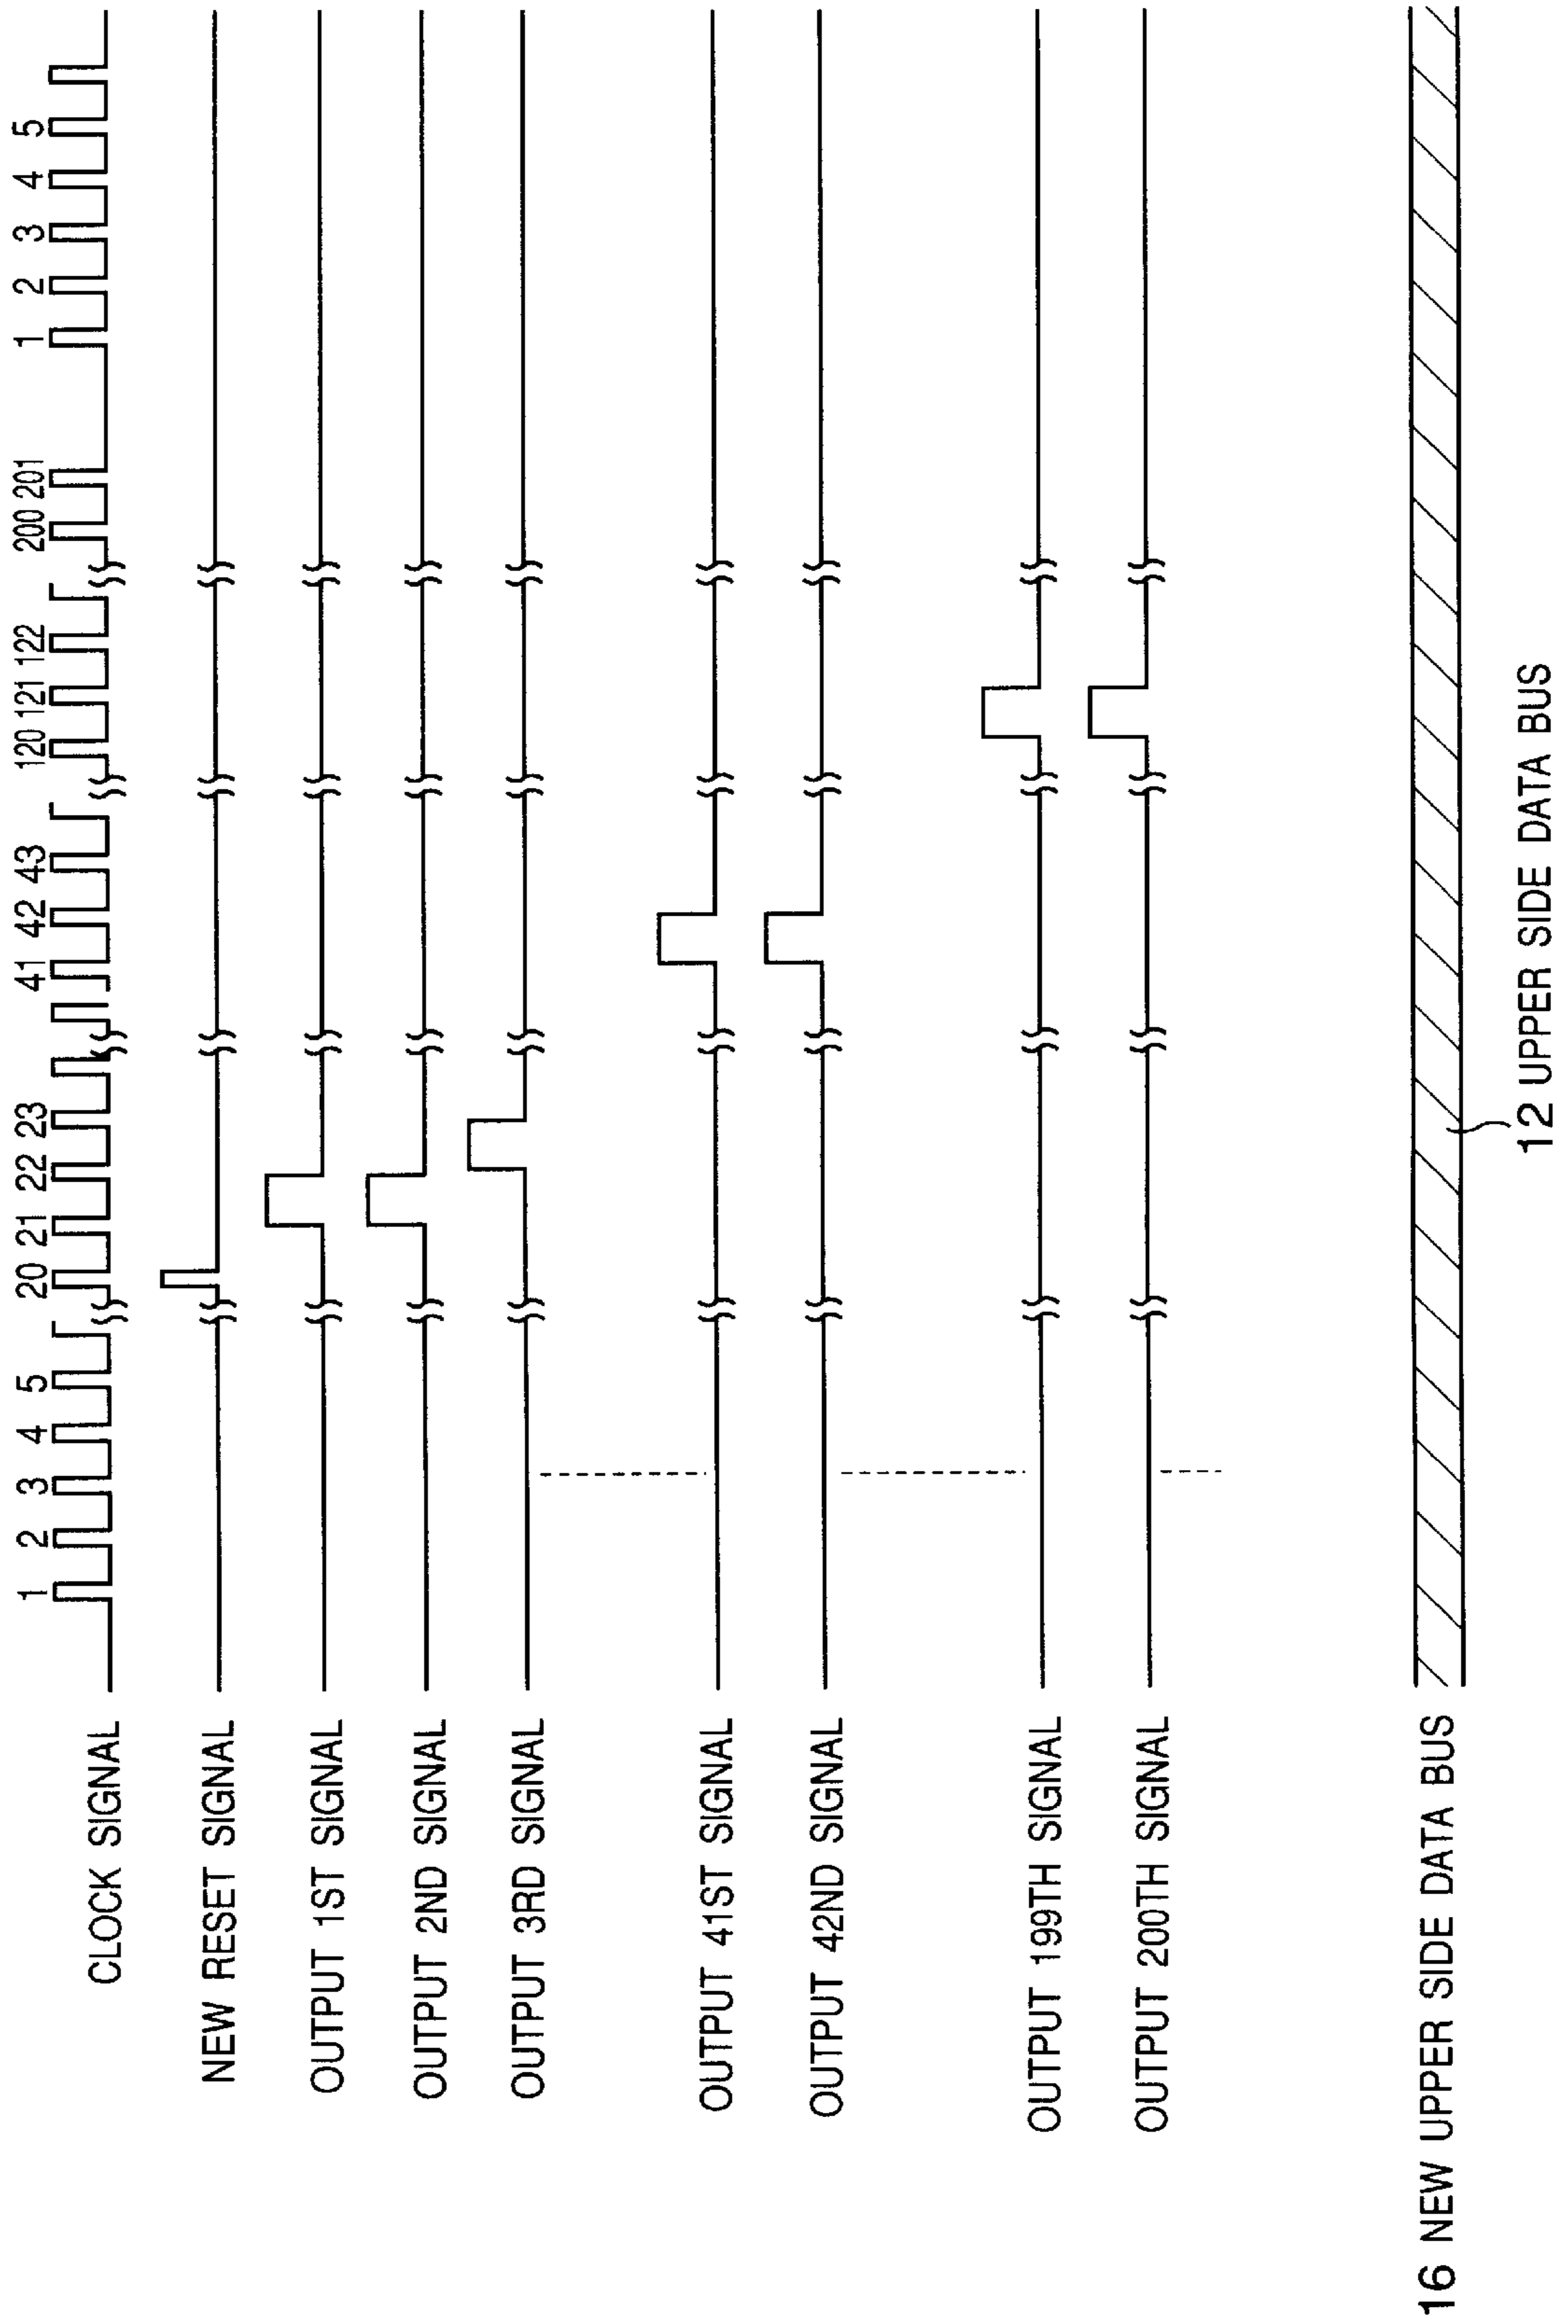 1 2 3 4 5 20 21 22 23 41 42 43 120 121 122 200 201 1 2 3 4 5
CLOCK SIGNAL
NEW RESET SIGNAL
OUTPUT 1ST SIGNAL
OUTPUT 2ND SIGNAL
OUTPUT 3RD SIGNAL
OUTPUT 41ST SIGNAL
OUTPUT 42ND SIGNAL
OUTPUT 199TH SIGNAL
OUTPUT 200TH SIGNAL
16 NEW UPPER SIDE DATA BUS
12 UPPER SIDE DATA BUS